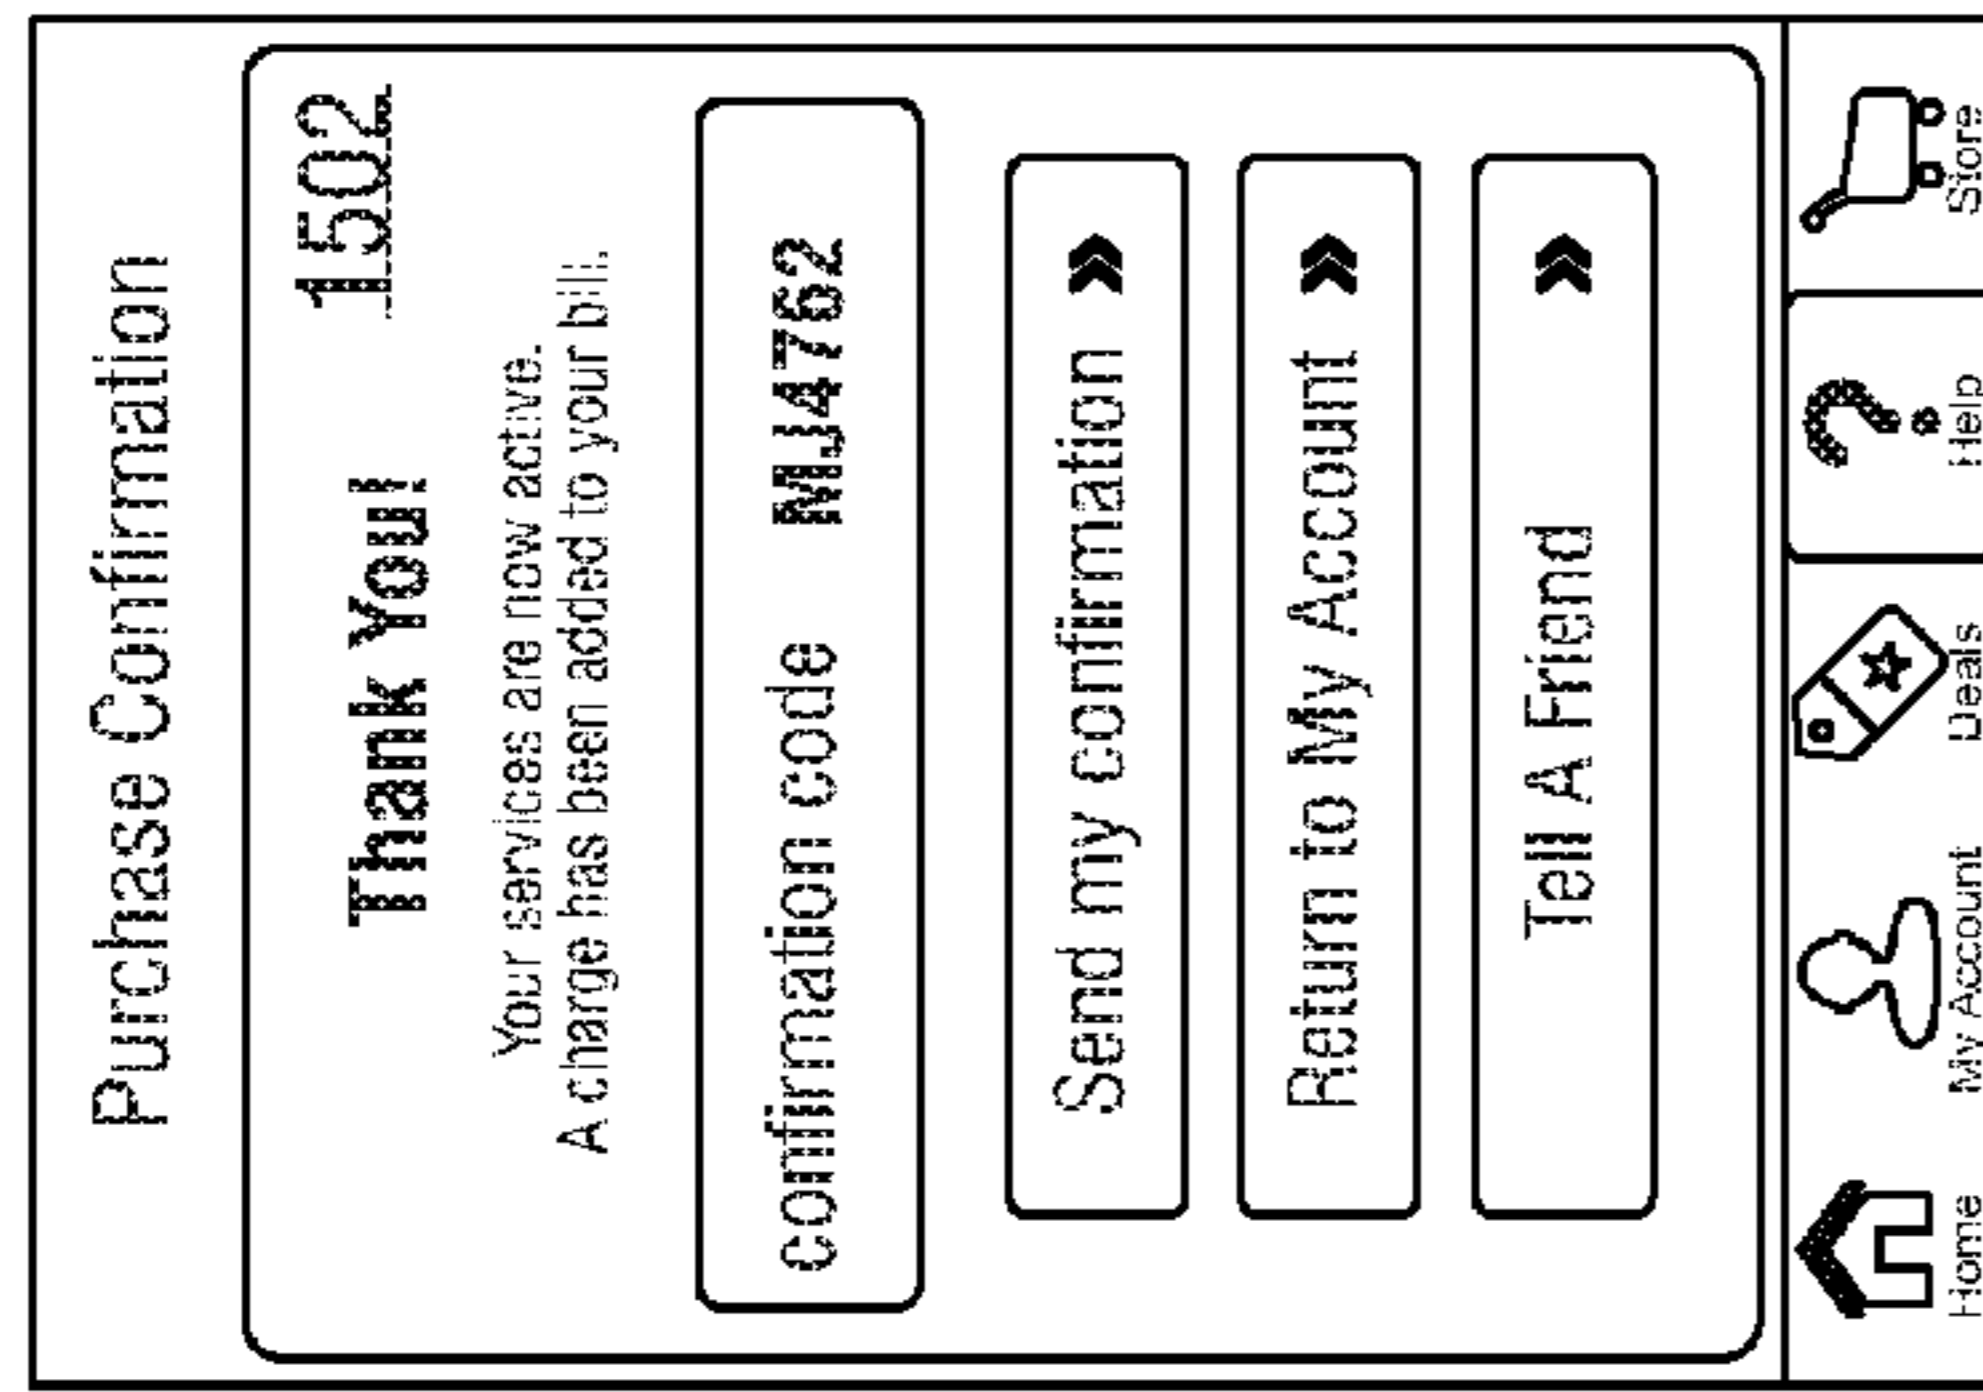 Purchase Confirmation
1502
Thank You!
Your services are now active.
A charge has been added to your bill.
confirmation code MJ4762
Send my confirmation »
Return to My Account »
Tell A Friend »
Home My Account Deals Help Store